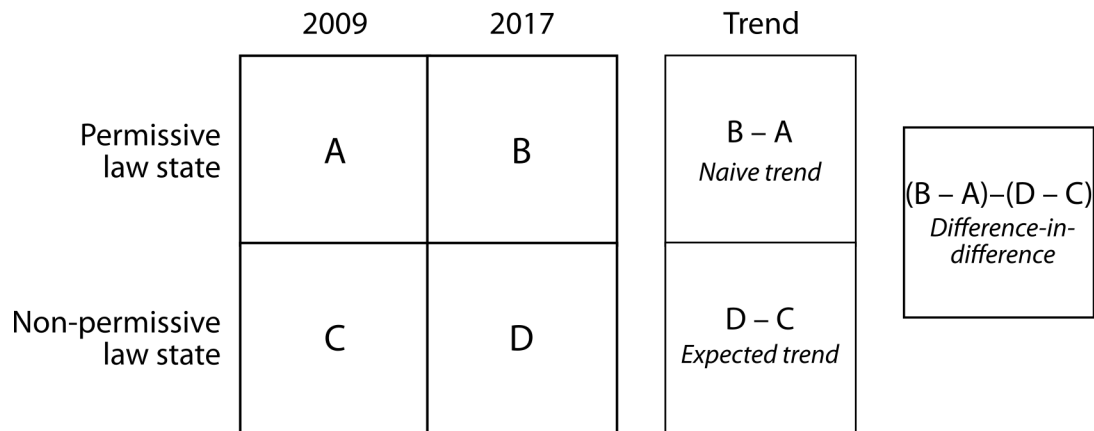 2009 2017 Trend
Permissive
law state
A B
B – A
Naive trend
(B – A)–(D – C)
Difference-in-
difference
Non-permissive
law state
C D
D – C
Expected trend